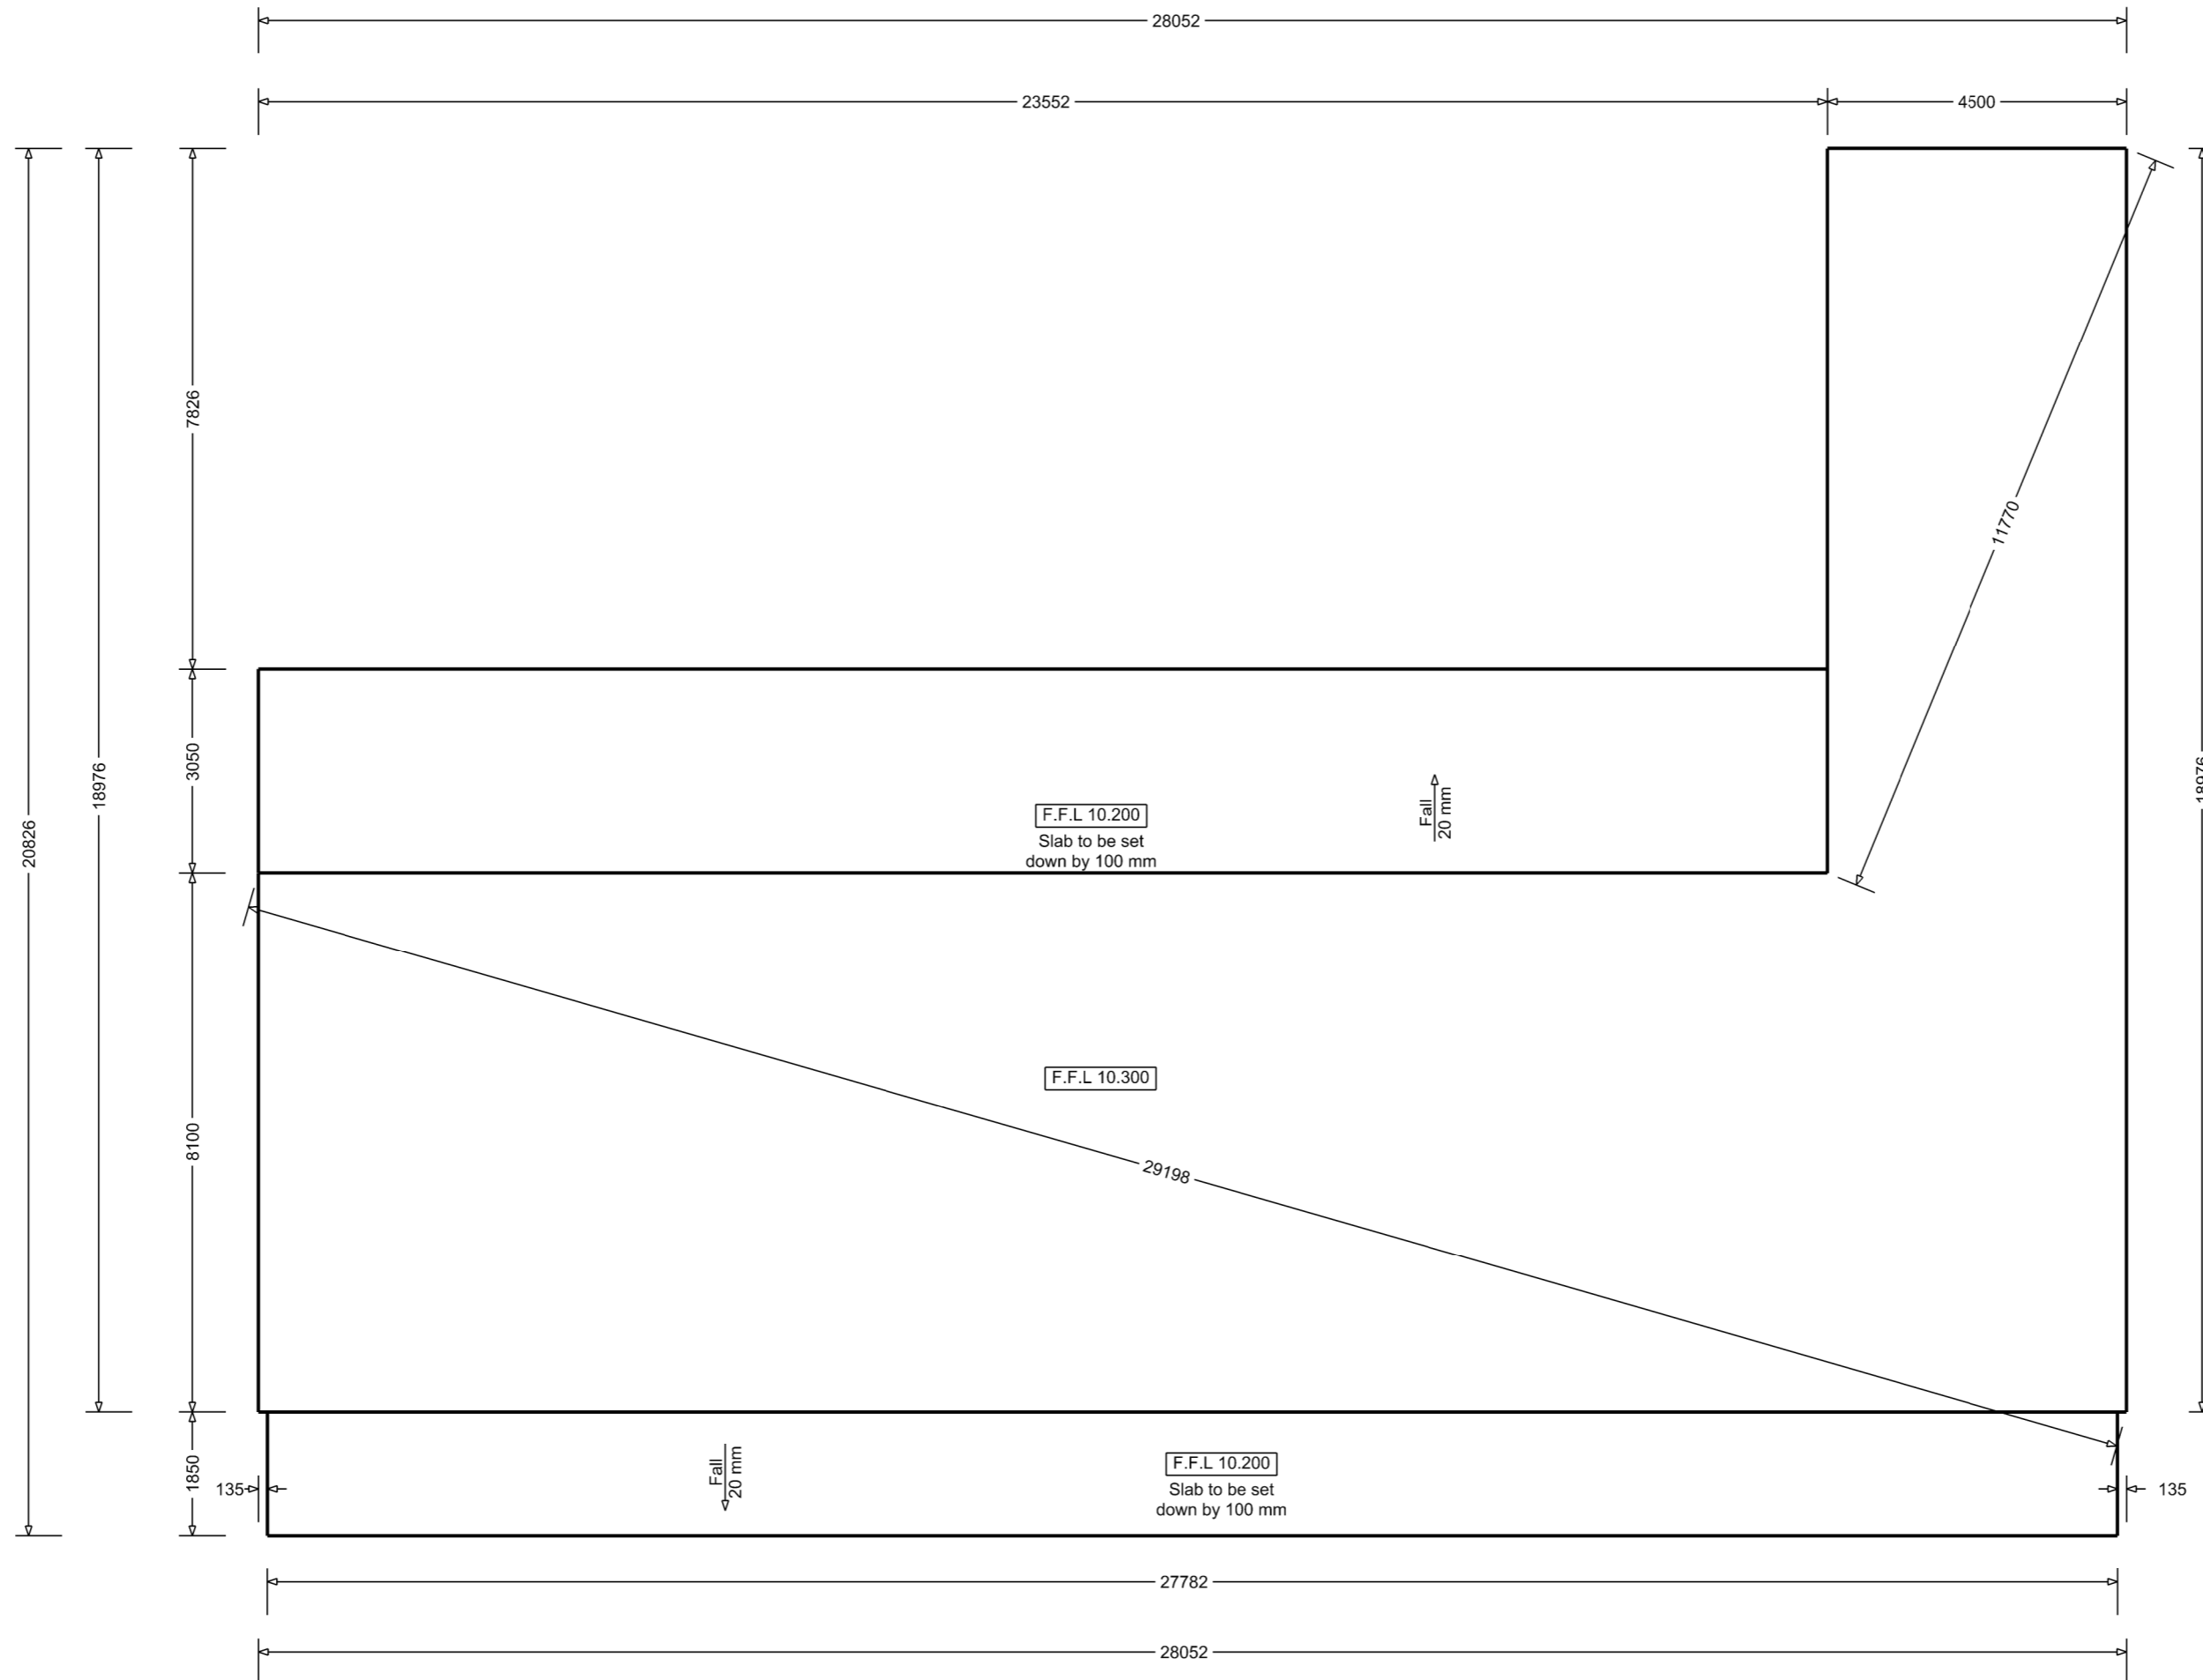 28052
23552
4500
7826
11770
3050
18976
18976
20826
F.F.L 10.200
Slab to be set
down by 100 mm
Fall
20 mm
F.F.L 10.300
8100
29198
1850
135
Fall
20 mm
F.F.L 10.200
Slab to be set
down by 100 mm
135
27782
28052